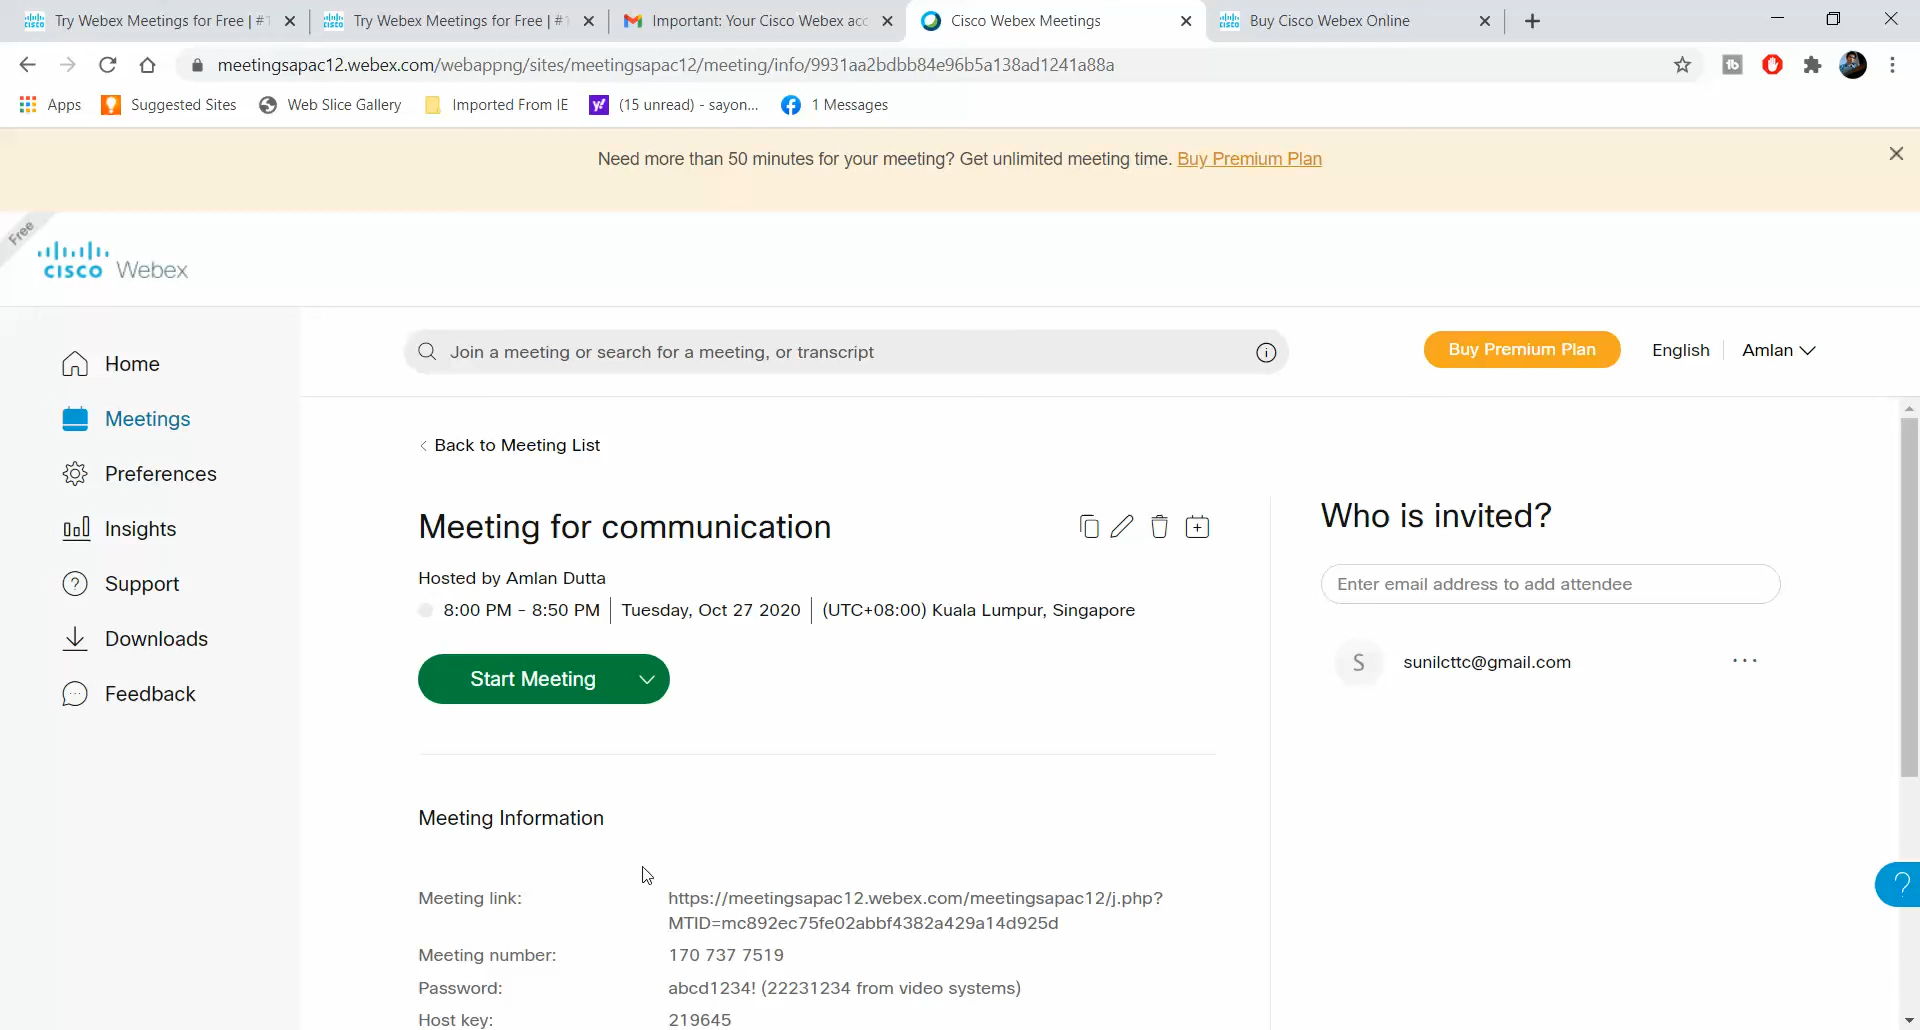 Try Webex Meetings for Free | #1
Try Webex Meetings for Free | #1
Important: Your Cisco Webex acc
Cisco Webex Meetings
Buy Cisco Webex Online
meetingsapac12.webex.com/webappng/sites/meetingsapac12/meeting/info/9931aa2bdbb84e96b5a138ad1241a88a
Apps
Suggested Sites
Web Slice Gallery
Imported From IE
(15 unread) - sayon...
1 Messages
Need more than 50 minutes for your meeting? Get unlimited meeting time. Buy Premium Plan
Free
CISCO Webex
Home
Meetings
Preferences
Insights
Support
Downloads
Feedback
Join a meeting or search for a meeting, or transcript
Buy Premium Plan
English
Amlan
Back to Meeting List
Meeting for communication
Hosted by Amlan Dutta
8:00 PM - 8:50 PM | Tuesday, Oct 27 2020 | (UTC+08:00) Kuala Lumpur, Singapore
Start Meeting
Who is invited?
Enter email address to add attendee
S sunilcttc@gmail.com
Meeting Information
Meeting link: https://meetingsapac12.webex.com/meetingsapac12/j.php?
MTID=mc892ec75fe02abbf4382a429a14d925d
Meeting number: 170 737 7519
Password: abcd1234! (22231234 from video systems)
Host key: 219645